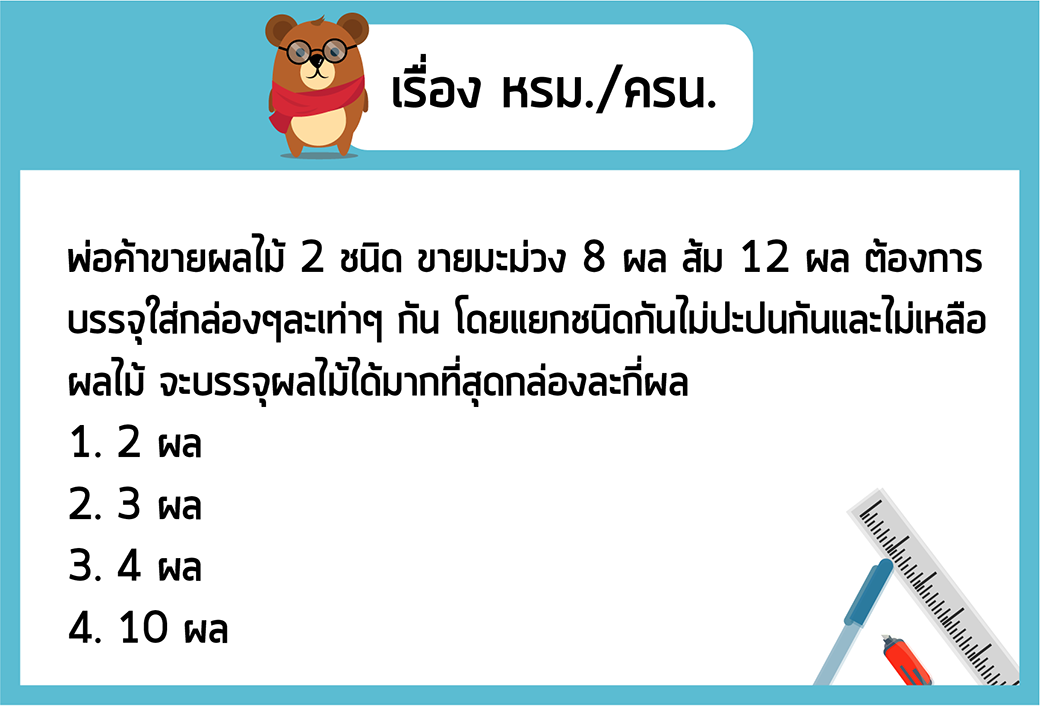 เรื่อง หรม./ครน.
พ่อค้าขายผลไม้ 2 ชนิด ขายมะม่วง 8 ผล ส้ม 12 ผล ต้องการ
บรรจุใส่กล่องๆละเท่าๆ กัน โดยแยกชนิดกันไม่ปะปนกันและไม่เหลือ
ผลไม้ จะบรรจุผลไม้ได้มากที่สุดกล่องละกี่ผล
1. 2 ผล
2. 3 ผล
3. 4 ผล
4. 10 ผล